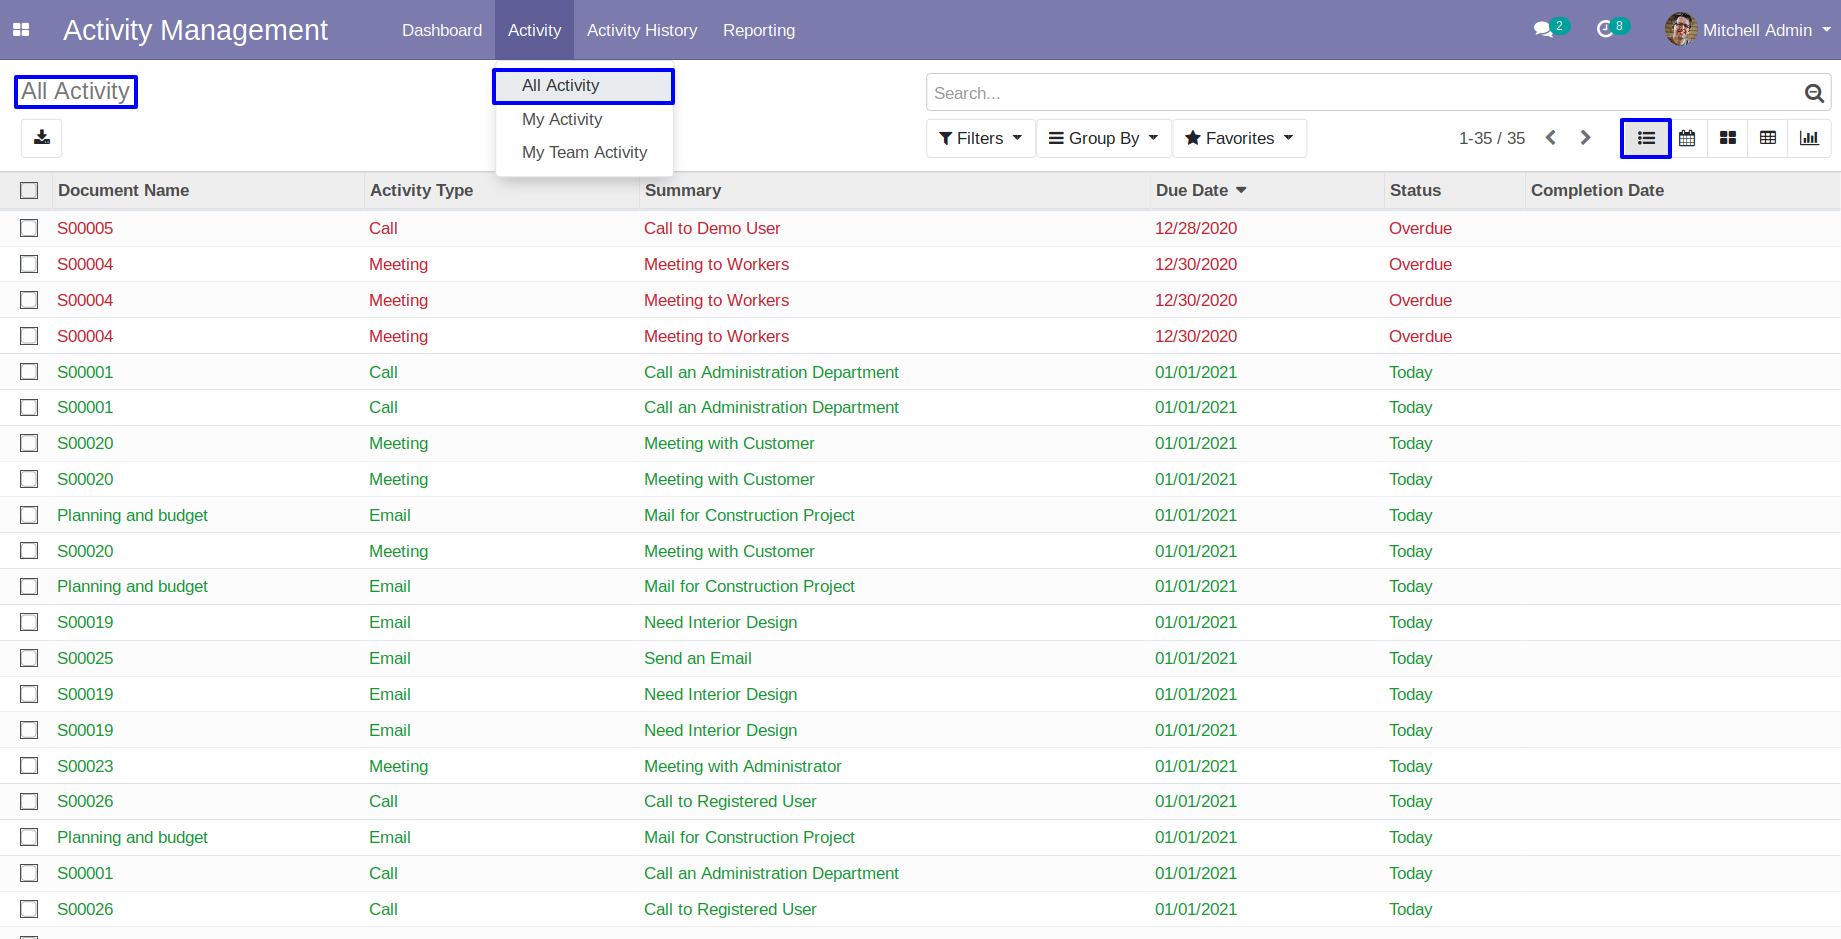 Activity Management Dashboard Activity Activity History Reporting 2 8 Mitchell Admin
All Activity
All Activity
My Activity
My Team Activity
Search...
Filters Group By Favorites 1-35 / 35
Document Name Activity Type Summary Due Date Status Completion Date
S00005 Call Call to Demo User 12/28/2020 Overdue
S00004 Meeting Meeting to Workers 12/30/2020 Overdue
S00004 Meeting Meeting to Workers 12/30/2020 Overdue
S00004 Meeting Meeting to Workers 12/30/2020 Overdue
S00001 Call Call an Administration Department 01/01/2021 Today
S00001 Call Call an Administration Department 01/01/2021 Today
S00020 Meeting Meeting with Customer 01/01/2021 Today
S00020 Meeting Meeting with Customer 01/01/2021 Today
Planning and budget Email Mail for Construction Project 01/01/2021 Today
S00020 Meeting Meeting with Customer 01/01/2021 Today
Planning and budget Email Mail for Construction Project 01/01/2021 Today
S00019 Email Need Interior Design 01/01/2021 Today
S00025 Email Send an Email 01/01/2021 Today
S00019 Email Need Interior Design 01/01/2021 Today
S00019 Email Need Interior Design 01/01/2021 Today
S00023 Meeting Meeting with Administrator 01/01/2021 Today
S00026 Call Call to Registered User 01/01/2021 Today
Planning and budget Email Mail for Construction Project 01/01/2021 Today
S00001 Call Call an Administration Department 01/01/2021 Today
S00026 Call Call to Registered User 01/01/2021 Today